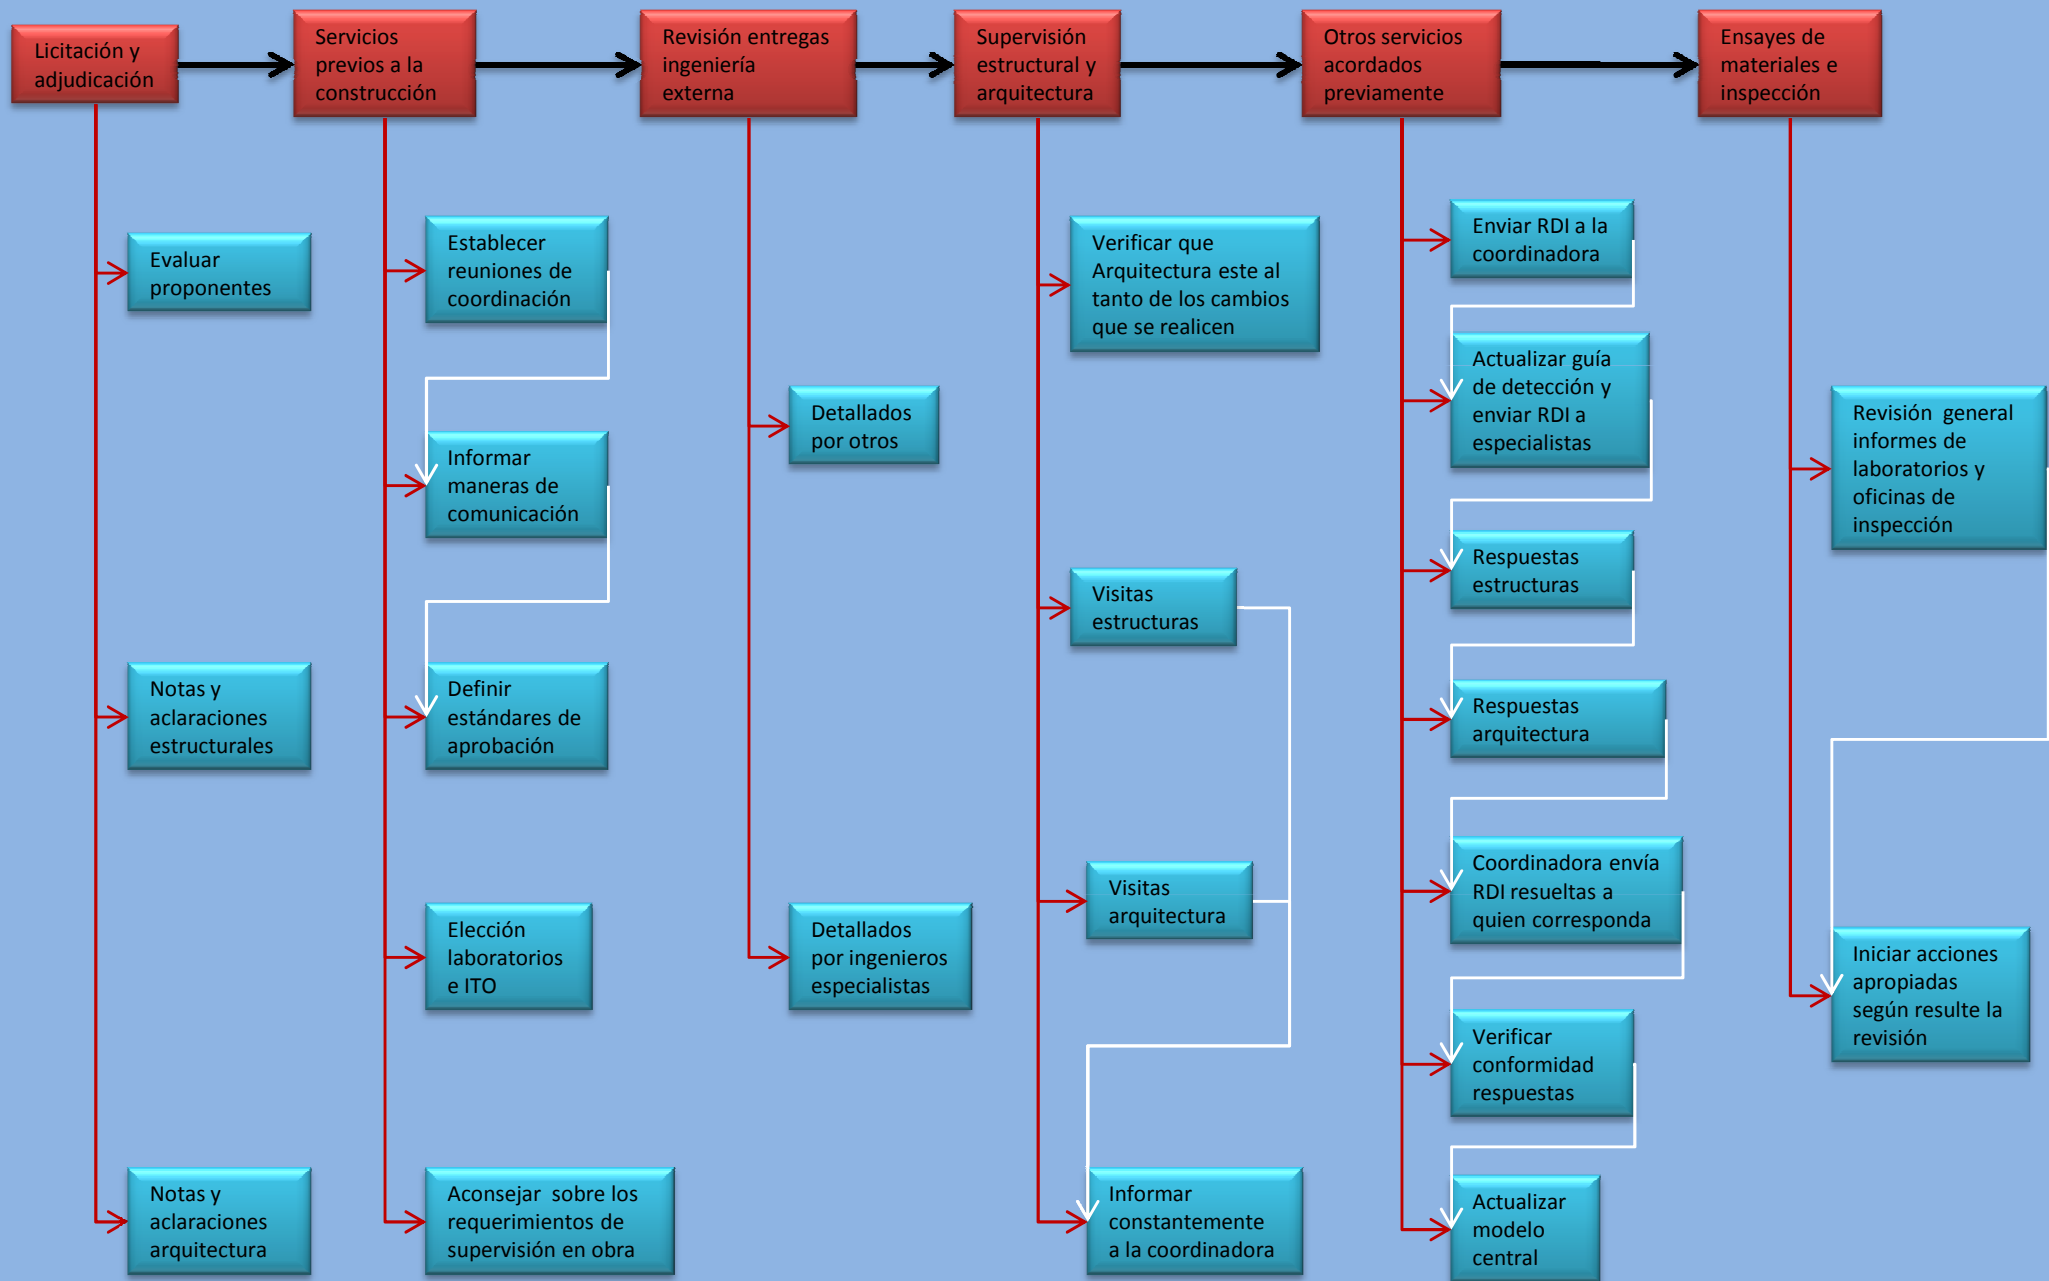 Licitación y
adjudicación
Servicios
previos a la
construcción
Revisión entregas
ingeniería
externa
Supervisión
estructural y
arquitectura
Otros servicios
acordados
previamente
Ensayes de
materiales e
inspección
Evaluar
proponentes
Notas y
aclaraciones
estructurales
Notas y
aclaraciones
arquitectura
Establecer
reuniones de
coordinación
Informar
maneras de
comunicación
Definir
estándares de
aprobación
Elección
laboratorios
e ITO
Aconsejar  sobre los
requerimientos de
supervisión en obra
Detallados
por otros
Detallados
por ingenieros
especialistas
Verificar que
Arquitectura este al
tanto de los cambios
que se realicen
Visitas
estructuras
Visitas
arquitectura
Informar
constantemente
a la coordinadora
Enviar RDI a la
coordinadora
Actualizar guía
de detección y
enviar RDI a
especialistas
Respuestas
estructuras
Respuestas
arquitectura
Coordinadora envía
RDI resueltas a
quien corresponda
Verificar
conformidad
respuestas
Actualizar
modelo
central
Revisión  general
informes de
laboratorios y
oficinas de
inspección
Iniciar acciones
apropiadas
según resulte la
revisión